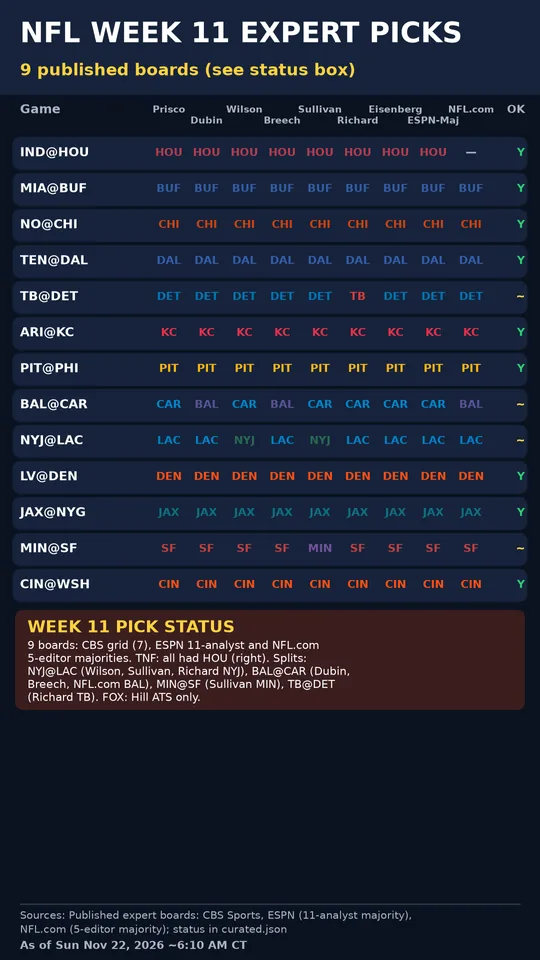 NFL WEEK 11 EXPERT PICKS
9 published boards (see status box)
Game Prisco Dubin Wilson Breech Sullivan Richard Eisenberg ESPN-Maj NFL.com OK
IND@HOU HOU HOU HOU HOU HOU HOU HOU HOU — Y
MIA@BUF BUF BUF BUF BUF BUF BUF BUF BUF BUF Y
NO@CHI CHI CHI CHI CHI CHI CHI CHI CHI CHI Y
TEN@DAL DAL DAL DAL DAL DAL DAL DAL DAL DAL Y
TB@DET DET DET DET DET DET TB DET DET DET ~
ARI@KC KC KC KC KC KC KC KC KC KC Y
PIT@PHI PIT PIT PIT PIT PIT PIT PIT PIT PIT Y
BAL@CAR CAR BAL CAR BAL CAR CAR CAR CAR BAL ~
NYJ@LAC LAC LAC NYJ LAC NYJ LAC LAC LAC LAC ~
LV@DEN DEN DEN DEN DEN DEN DEN DEN DEN DEN Y
JAX@NYG JAX JAX JAX JAX JAX JAX JAX JAX JAX Y
MIN@SF SF SF SF SF MIN SF SF SF SF ~
CIN@WSH CIN CIN CIN CIN CIN CIN CIN CIN CIN Y
WEEK 11 PICK STATUS
9 boards: CBS grid (7), ESPN 11-analyst and NFL.com
5-editor majorities. TNF: all had HOU (right). Splits:
NYJ@LAC (Wilson, Sullivan, Richard NYJ), BAL@CAR (Dubin,
Breech, NFL.com BAL), MIN@SF (Sullivan MIN), TB@DET
(Richard TB). FOX: Hill ATS only.
Sources: Published expert boards: CBS Sports, ESPN (11-analyst majority),
NFL.com (5-editor majority); status in curated.json
As of Sun Nov 22, 2026 ~6:10 AM CT